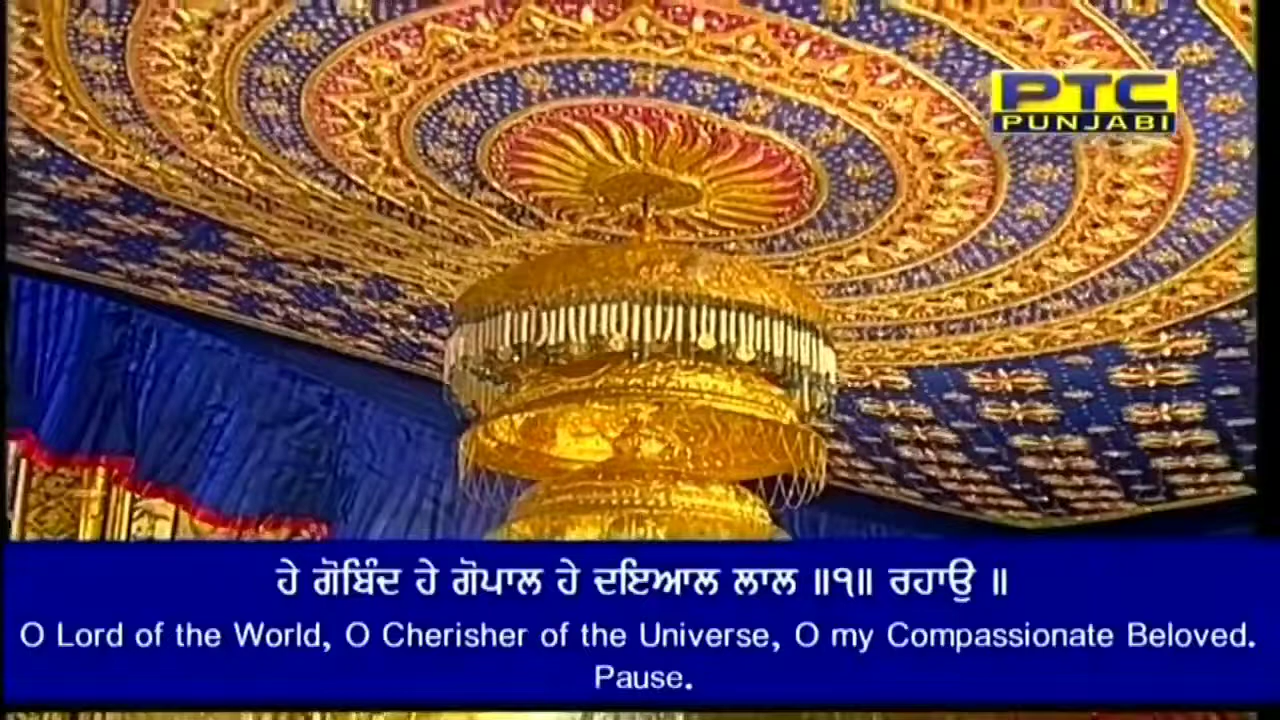 PTC
PUNJABI
ਹੇ ਗੋਬਿੰਦ ਹੇ ਗੋਪਾਲ ਹੇ ਦਇਆਲ ਲਾਲ ॥੧॥ ਰਹਾਉ ॥
O Lord of the World, O Cherisher of the Universe, O my Compassionate Beloved.
Pause.